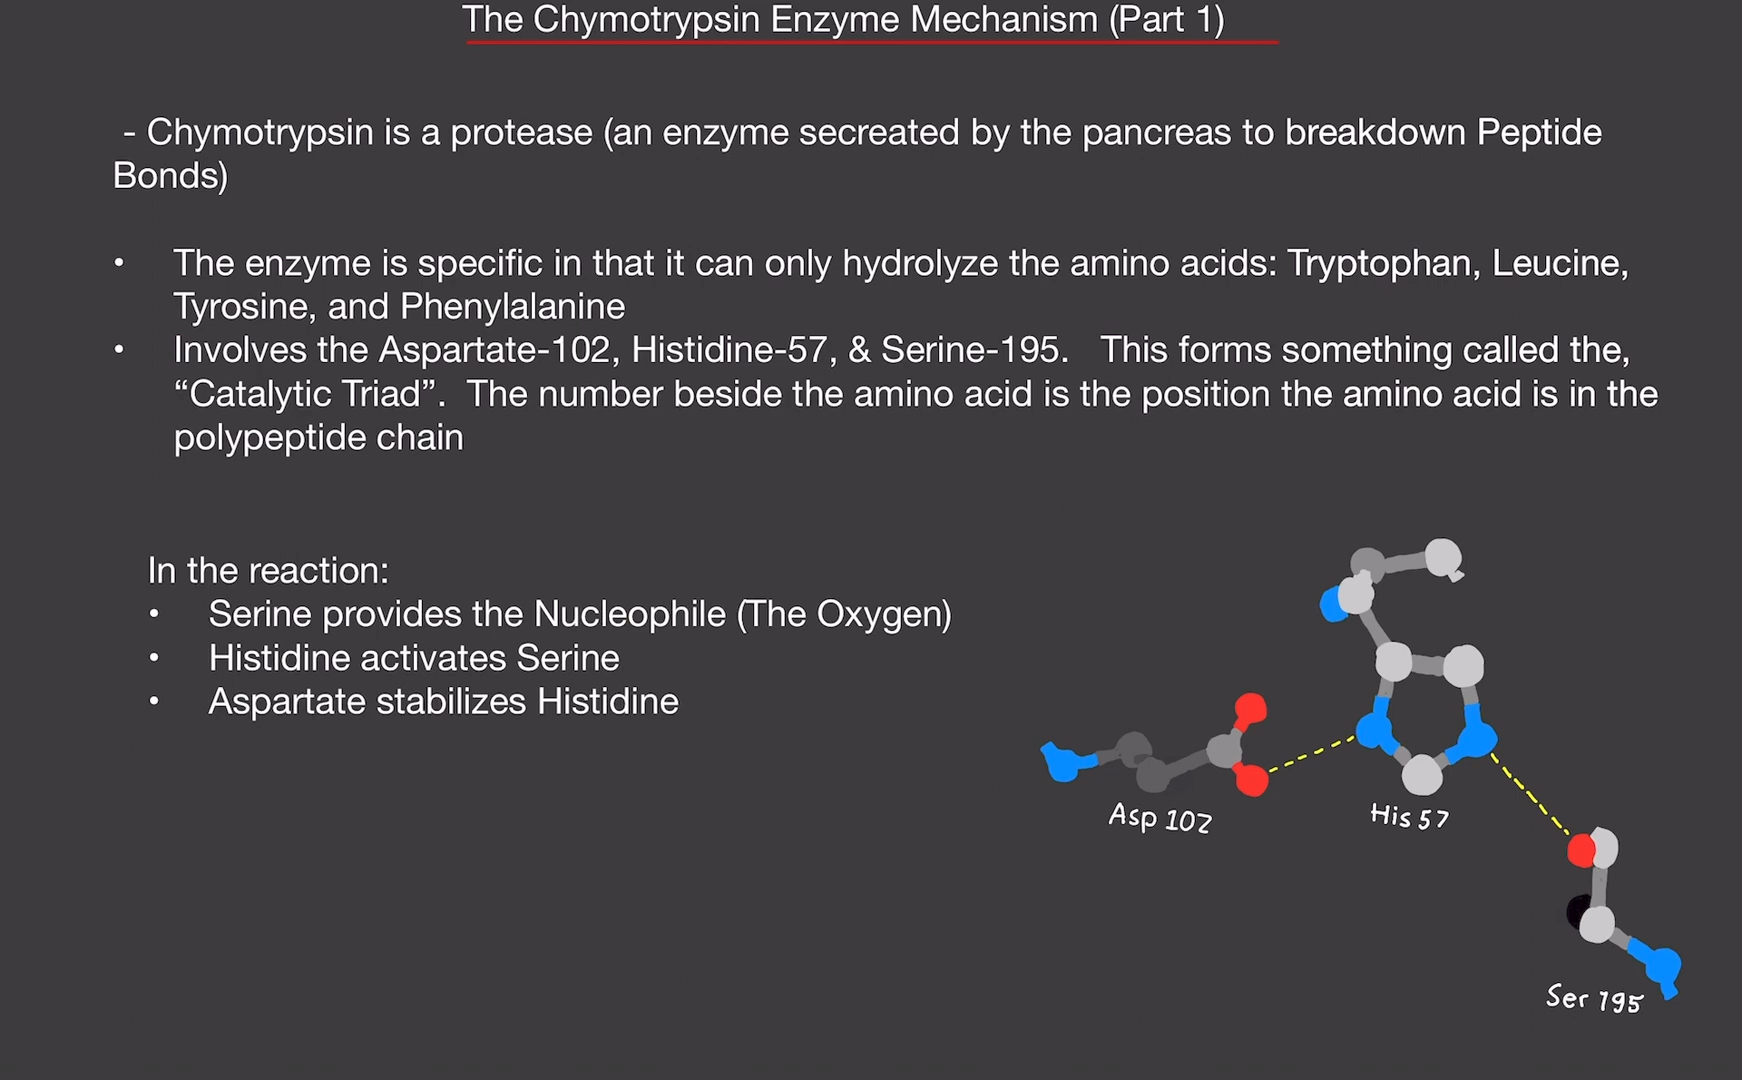 The Chymotrypsin Enzyme Mechanism (Part 1)
- Chymotrypsin is a protease (an enzyme secreated by the pancreas to breakdown Peptide
Bonds)
• The enzyme is specific in that it can only hydrolyze the amino acids: Tryptophan, Leucine,
Tyrosine, and Phenylalanine
• Involves the Aspartate-102, Histidine-57, & Serine-195. This forms something called the,
“Catalytic Triad”. The number beside the amino acid is the position the amino acid is in the
polypeptide chain
In the reaction:
• Serine provides the Nucleophile (The Oxygen)
• Histidine activates Serine
• Aspartate stabilizes Histidine
Asp 102
His 57
Ser 195